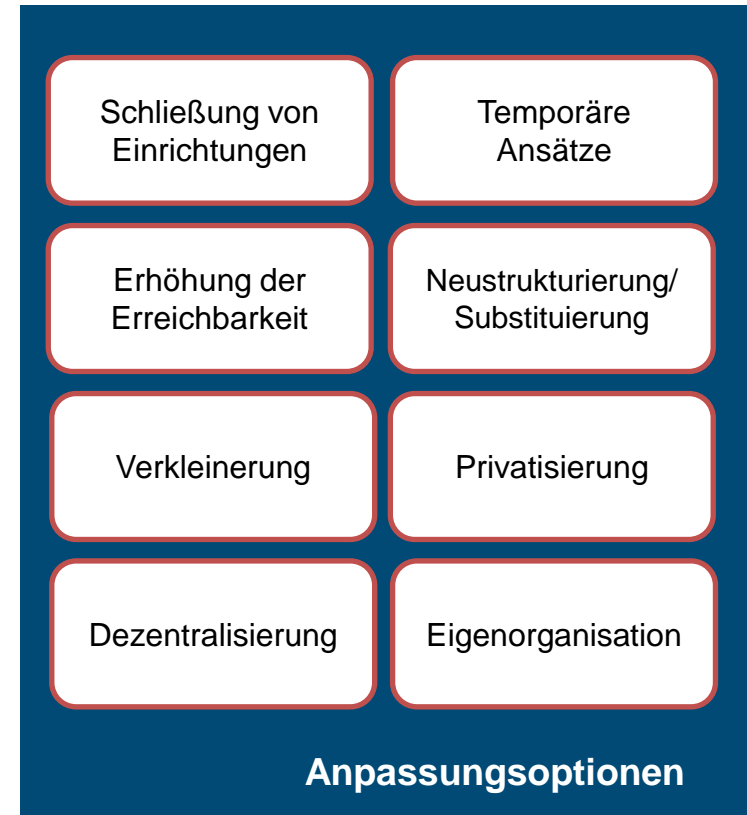 Schließung von
Einrichtungen
Temporäre
Ansätze
Erhöhung der
Erreichbarkeit
Neustrukturierung/
Substituierung
Verkleinerung
Privatisierung
Dezentralisierung
Eigenorganisation
Anpassungsoptionen